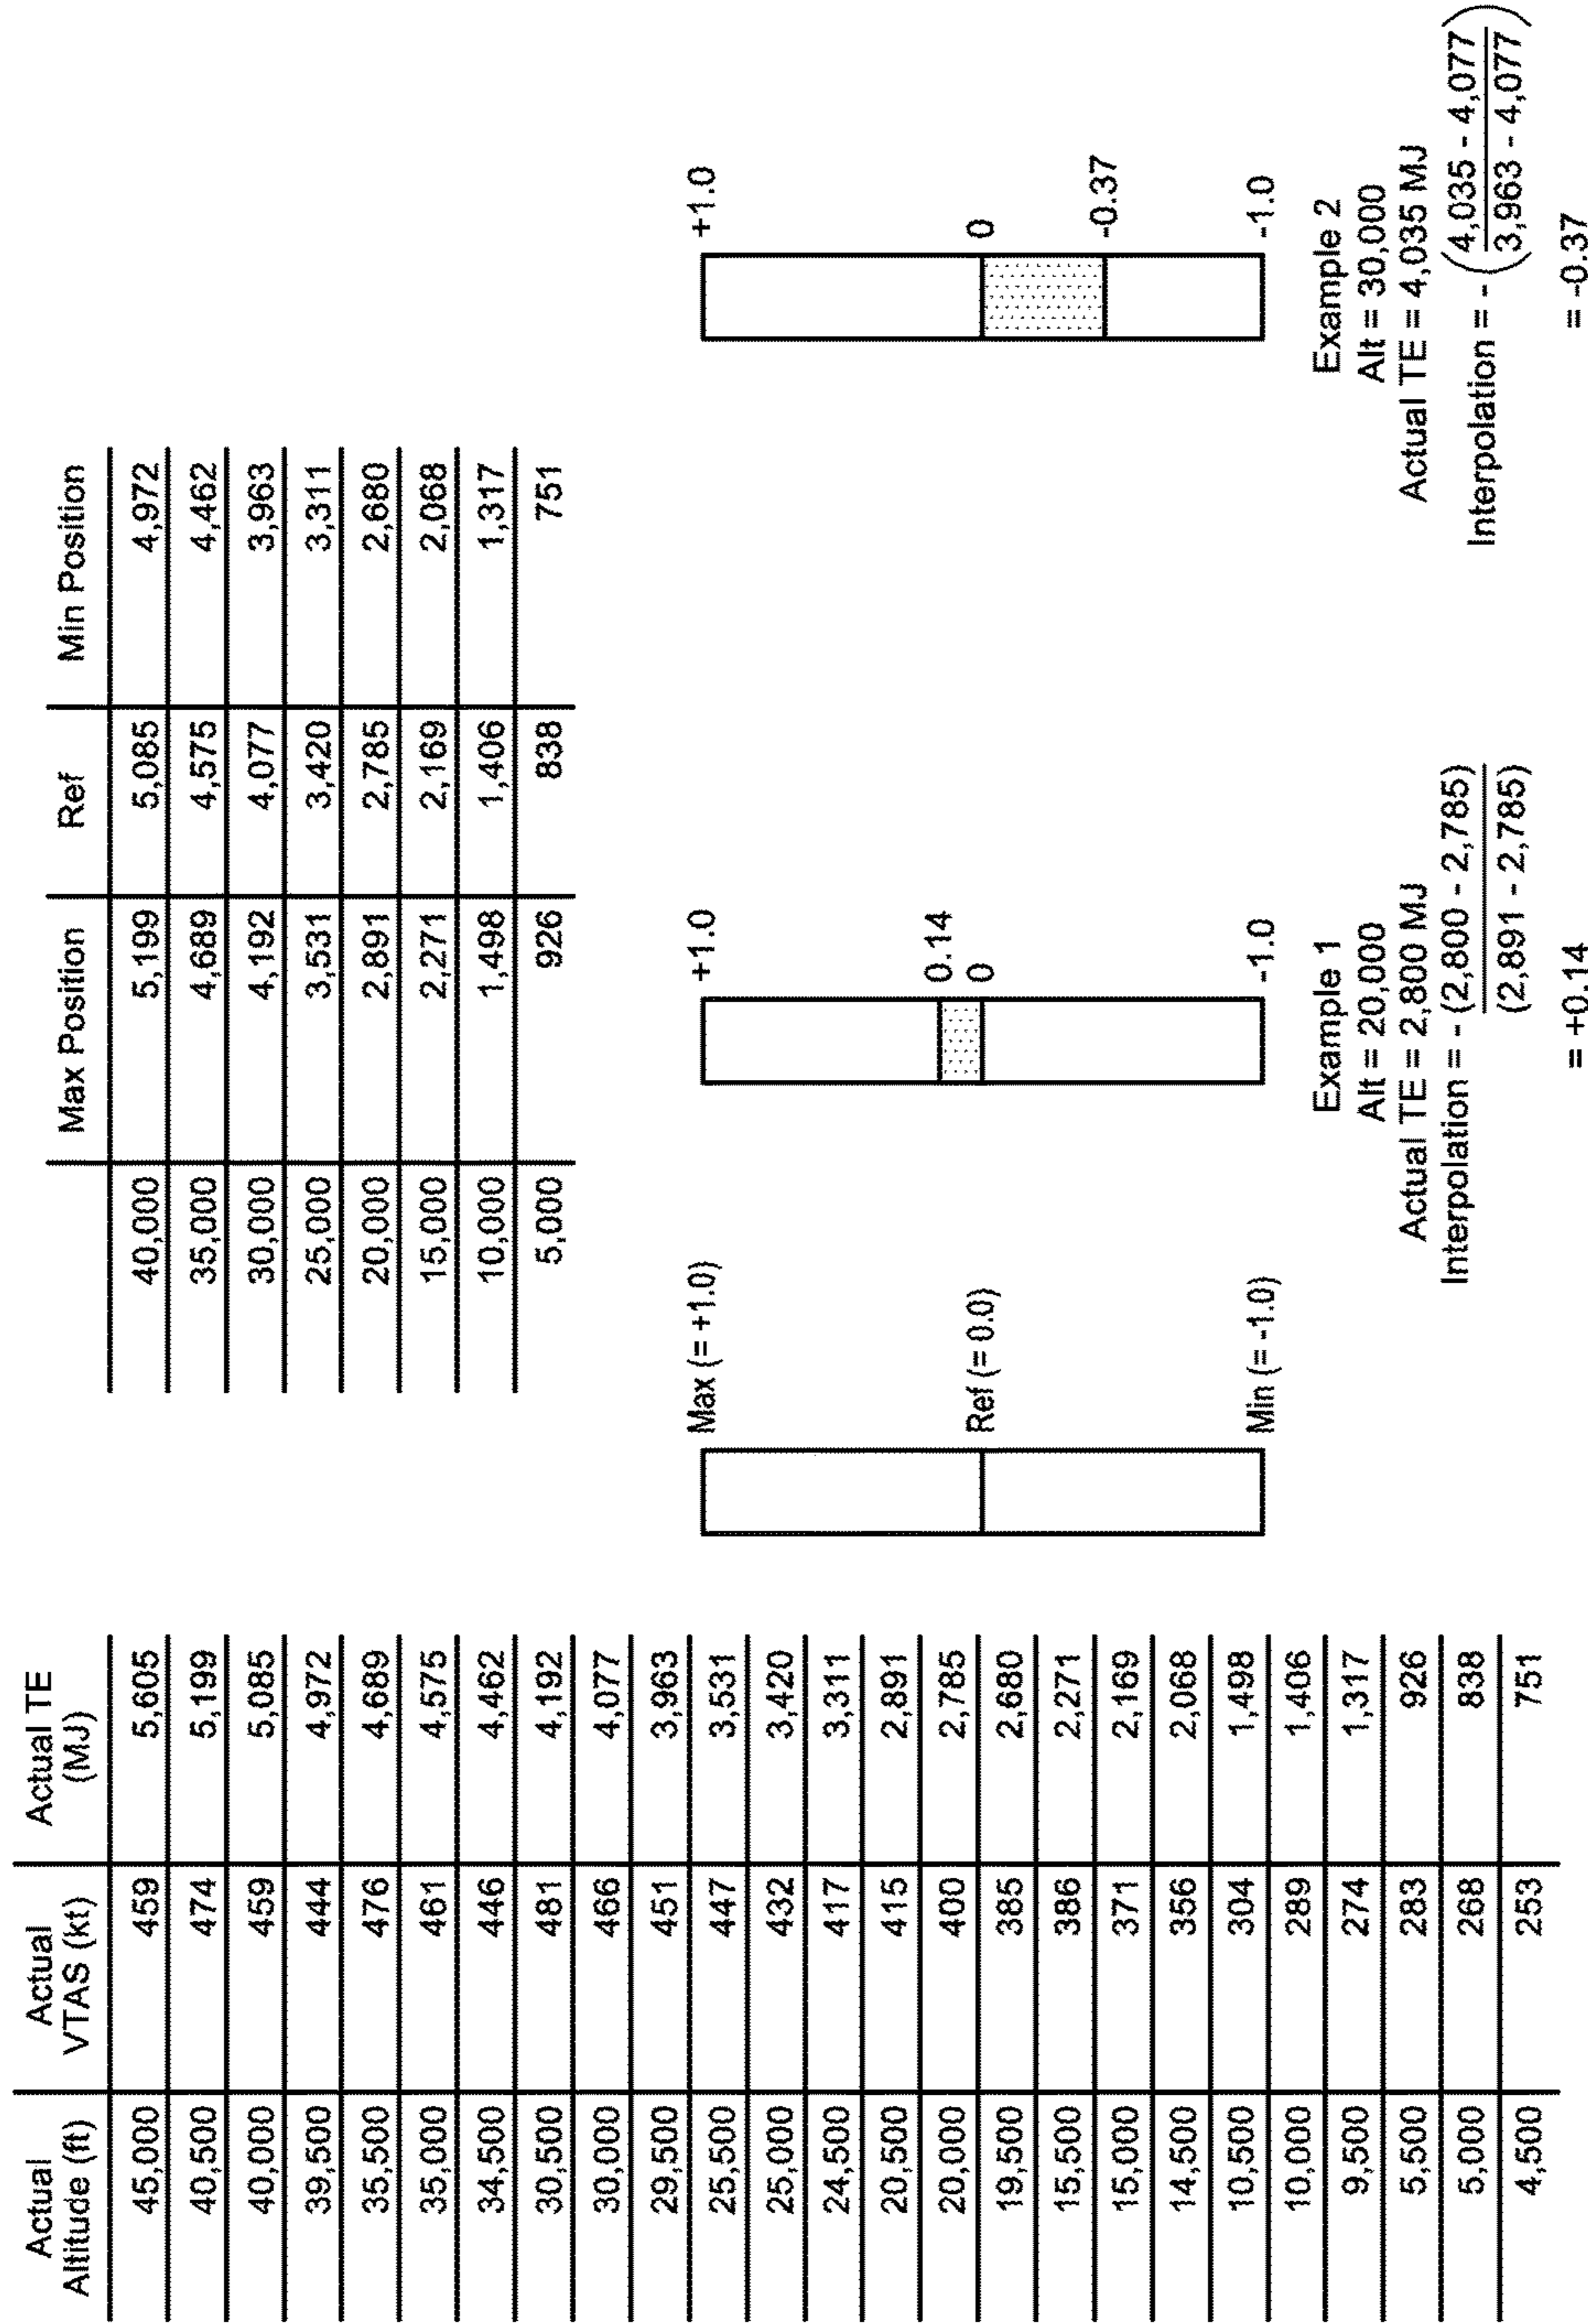 Actual Altitude (ft) Actual VTAS (kt) Actual TE (MJ)
45,000 459 5,605
40,500 474 5,199
40,000 459 5,085
39,500 444 4,972
35,500 476 4,689
35,000 461 4,575
34,500 446 4,462
30,500 481 4,192
30,000 466 4,077
29,500 451 3,963
25,500 447 3,531
25,000 432 3,420
24,500 417 3,311
20,500 415 2,891
20,000 400 2,785
19,500 385 2,680
15,500 386 2,271
15,000 371 2,169
14,500 356 2,068
10,500 304 1,498
10,000 289 1,406
9,500 274 1,317
5,500 283 926
5,000 268 838
4,500 253 751
Max Position Ref Min Position
40,000 5,199 5,085 4,972
35,000 4,689 4,575 4,462
30,000 4,192 4,077 3,963
25,000 3,531 3,420 3,311
20,000 2,891 2,785 2,680
15,000 2,271 2,169 2,068
10,000 1,498 1,406 1,317
5,000 926 838 751
Max (= +1.0)
Ref (= 0.0)
Min (= -1.0)
+1.0
0.14
0
-1.0
Example 1
Alt = 20,000
Actual TE = 2,800 MJ
Interpolation = - (2,800 - 2,785)
(2,891 - 2,785)
= +0.14
+1.0
0
-0.37
-1.0
Example 2
Alt = 30,000
Actual TE = 4,035 MJ
Interpolation = - (4,035 - 4,077
3,963 - 4,077)
= -0.37